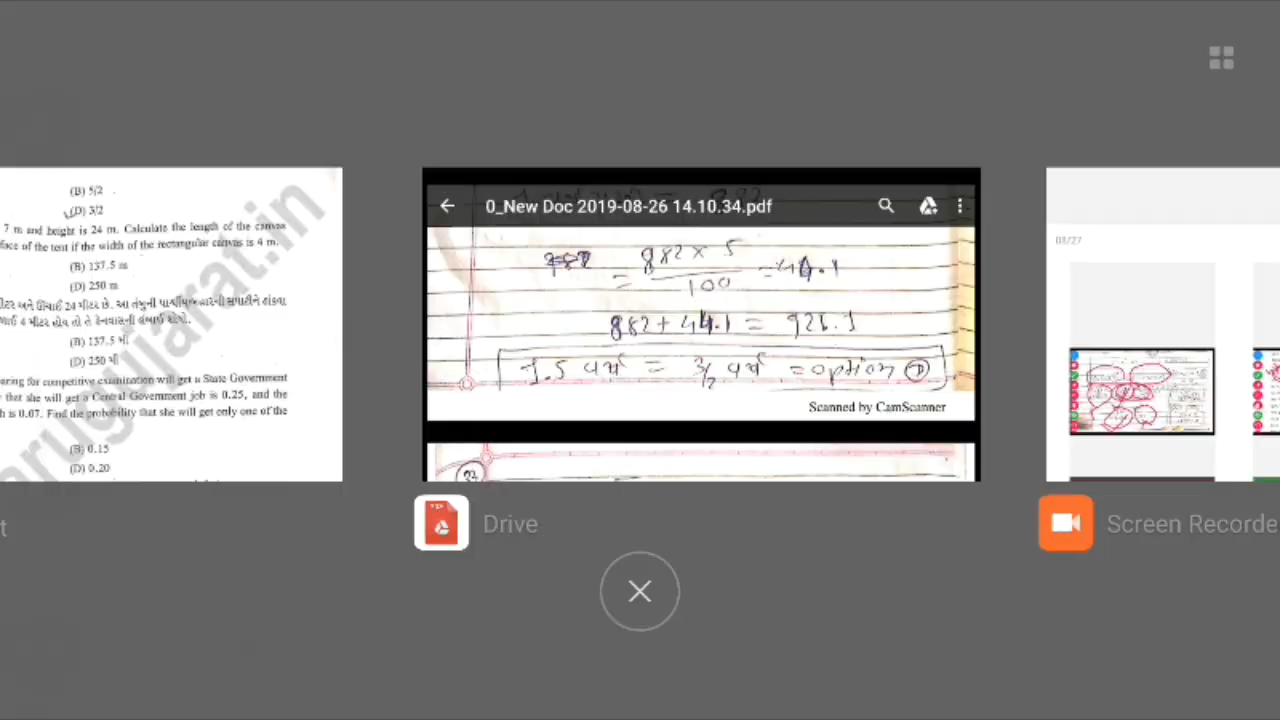 (B) 5/2
(D) 3/2
7 m and height is 24 m. Calculate the length of the canvas
face of the tent if the width of the rectangular canvas is 4 m.
(B) 137.5 m
(D) 250 m
(B) 137.5 મી
(D) 250 મી
aring for competitive examination will get a State Government
that she will get a Central Government job is 0.25, and the
h is 0.07. Find the probability that she will get only one of the
(B) 0.15
(D) 0.20
arugujarat.in
t
0_New Doc 2019-08-26 14.10.34.pdf
= 882 × 5 / 100 = 44.1
882 + 44.1 = 926.1
1.5 વર્ષ = 3/2 વર્ષ = option D
Scanned by CamScanner
Drive
03/27
Screen Recorde